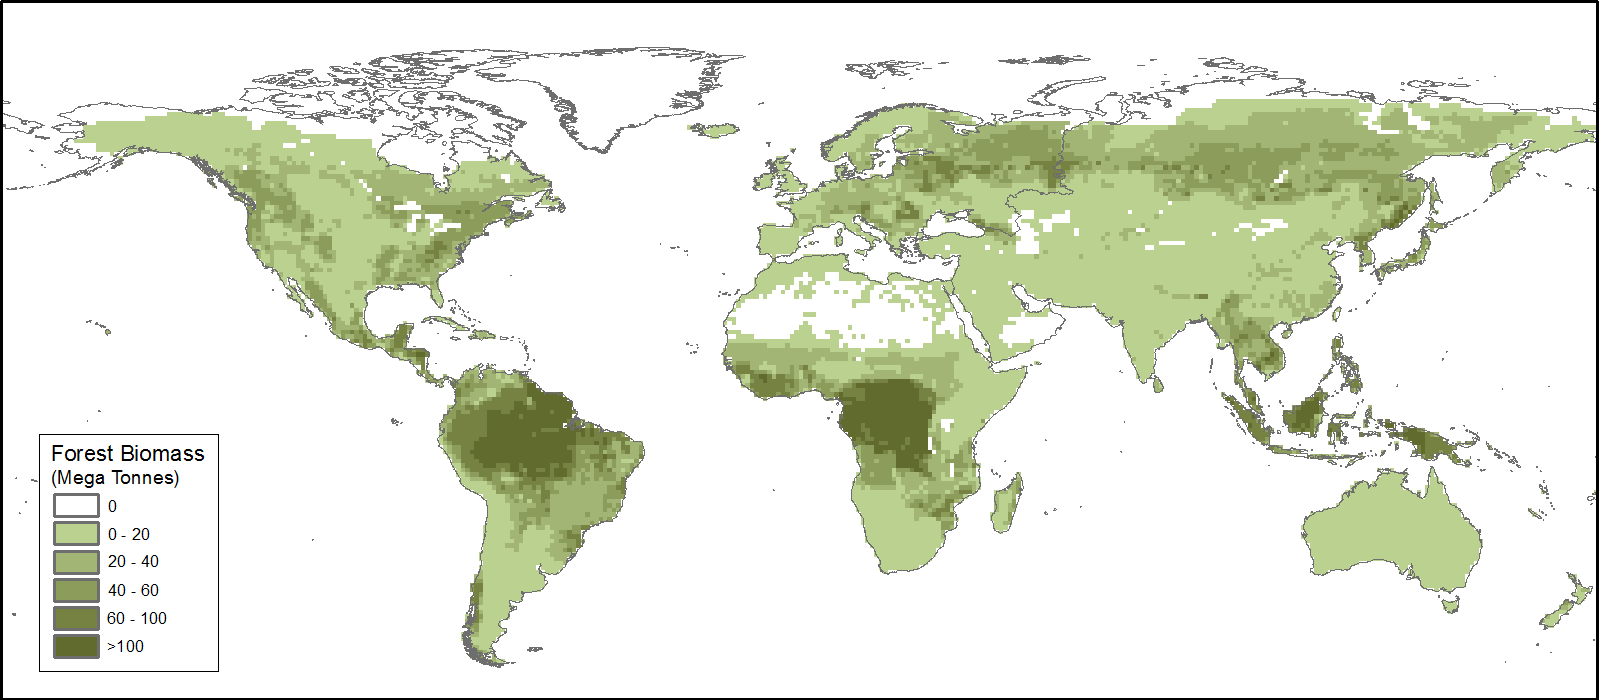 Forest Biomass
(Mega Tonnes)
0
0 - 20
20 - 40
40 - 60
60 - 100
>100